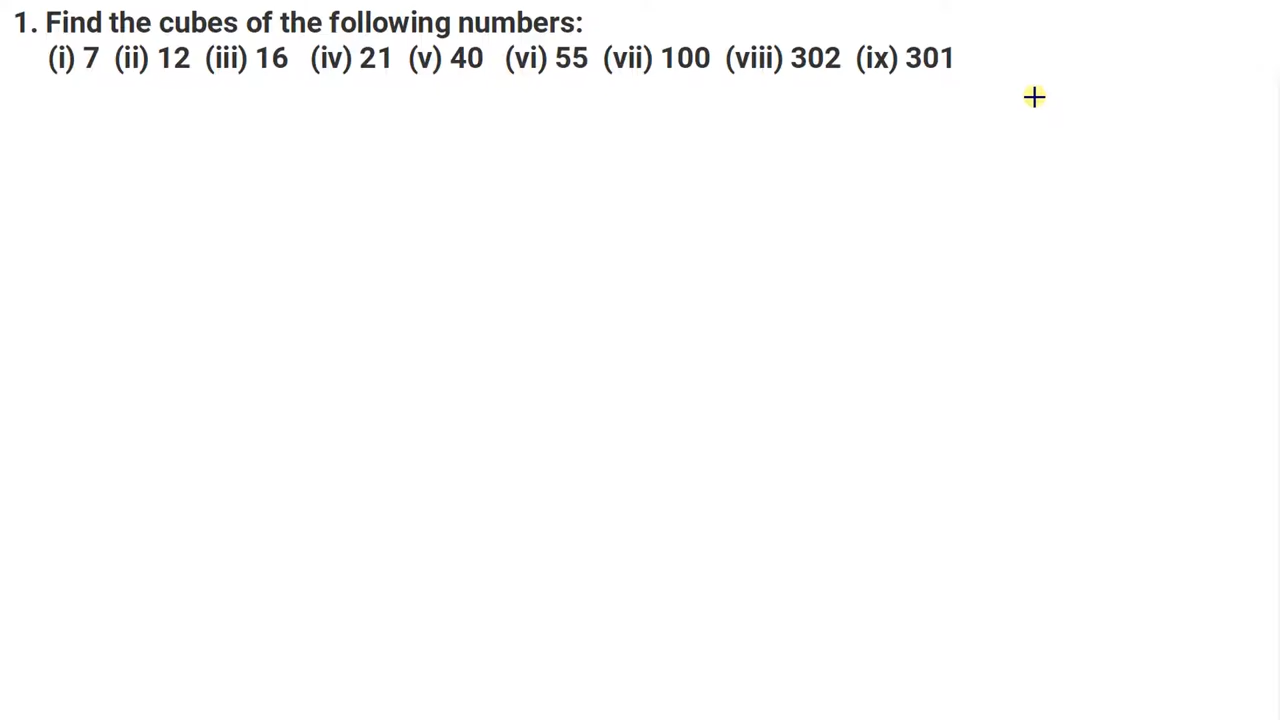 1. Find the cubes of the following numbers:
(i) 7 (ii) 12 (iii) 16 (iv) 21 (v) 40 (vi) 55 (vii) 100 (viii) 302 (ix) 301